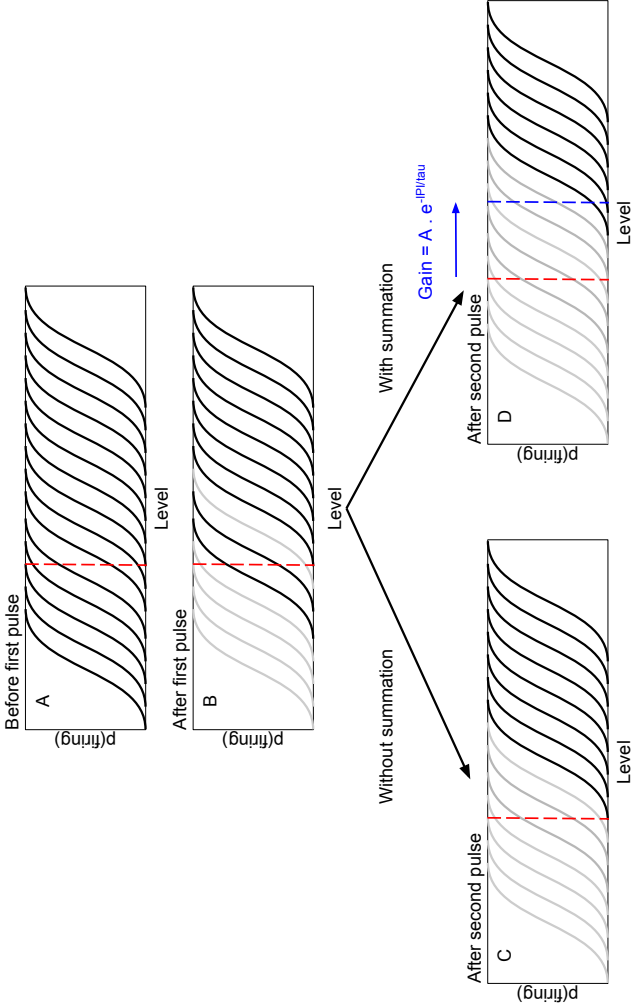 Before first pulse
A
p(firing)
Level
After first pulse
B
p(firing)
Level
Without summation
With summation
Gain = A . e-IPI/tau
After second pulse
C
p(firing)
Level
After second pulse
D
p(firing)
Level